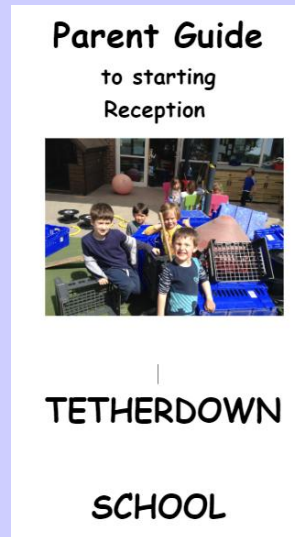 Parent Guide
to starting
Reception
TETHERDOWN
SCHOOL